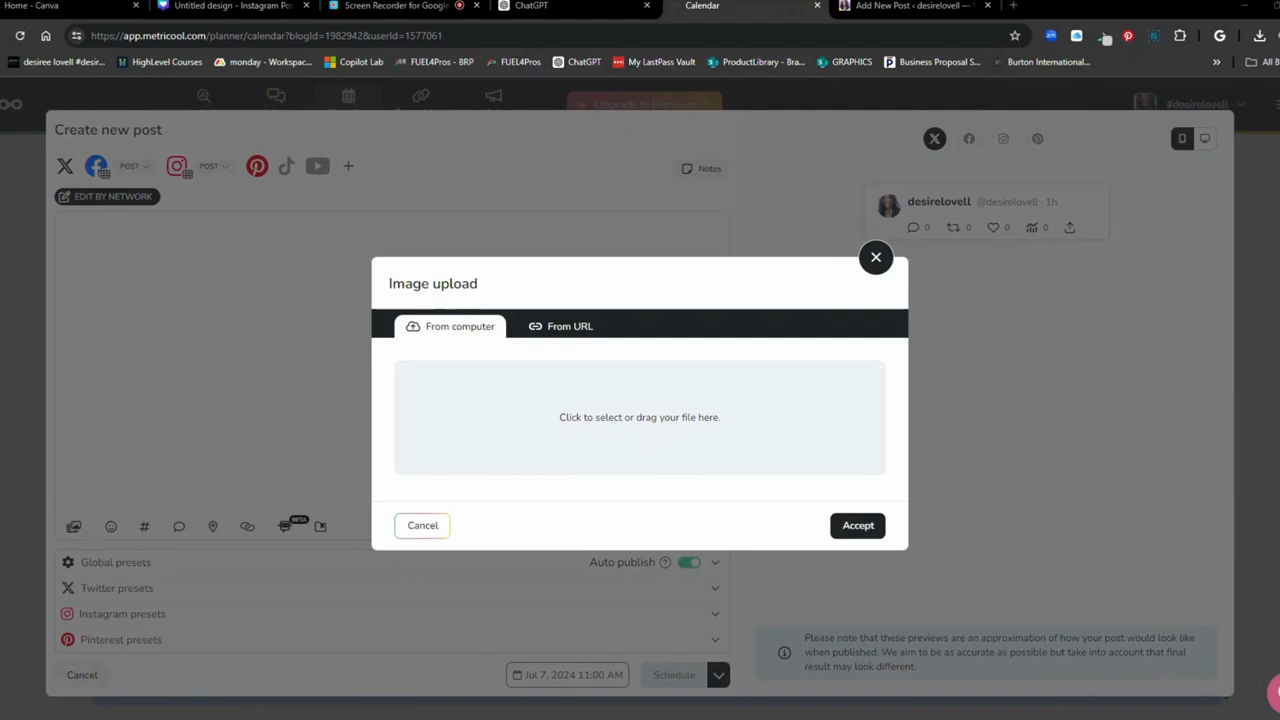 Home – Canva
Untitled design - Instagram Po
Screen Recorder for Google
ChatGPT
Calendar
Add New Post ‹ desirelovell — W
https://app.metricool.com/planner/calendar?blogId=1982942&userId=1577061
desiree lovell #desir...
HighLevel Courses
monday - Workspac...
Copilot Lab
FUEL4Pros - BRP
FUEL4Pros
ChatGPT
My LastPass Vault
ProductLibrary - Bra...
GRAPHICS
Business Proposal S...
Burton International...
All B
Upgrade to Premium
#desirelovell
Create new post
POST
POST
Notes
EDIT BY NETWORK
desirelovell @desirelovell · 1h
0 0 0 0
Image upload
From computer
From URL
Click to select or drag your file here.
Cancel
Accept
BETA
Global presets
Auto publish
Twitter presets
Instagram presets
Pinterest presets
Please note that these previews are an approximation of how your post would look like
when published. We aim to be as accurate as possible but take into account that final
result may look different.
Cancel
Jul 7, 2024 11:00 AM
Schedule